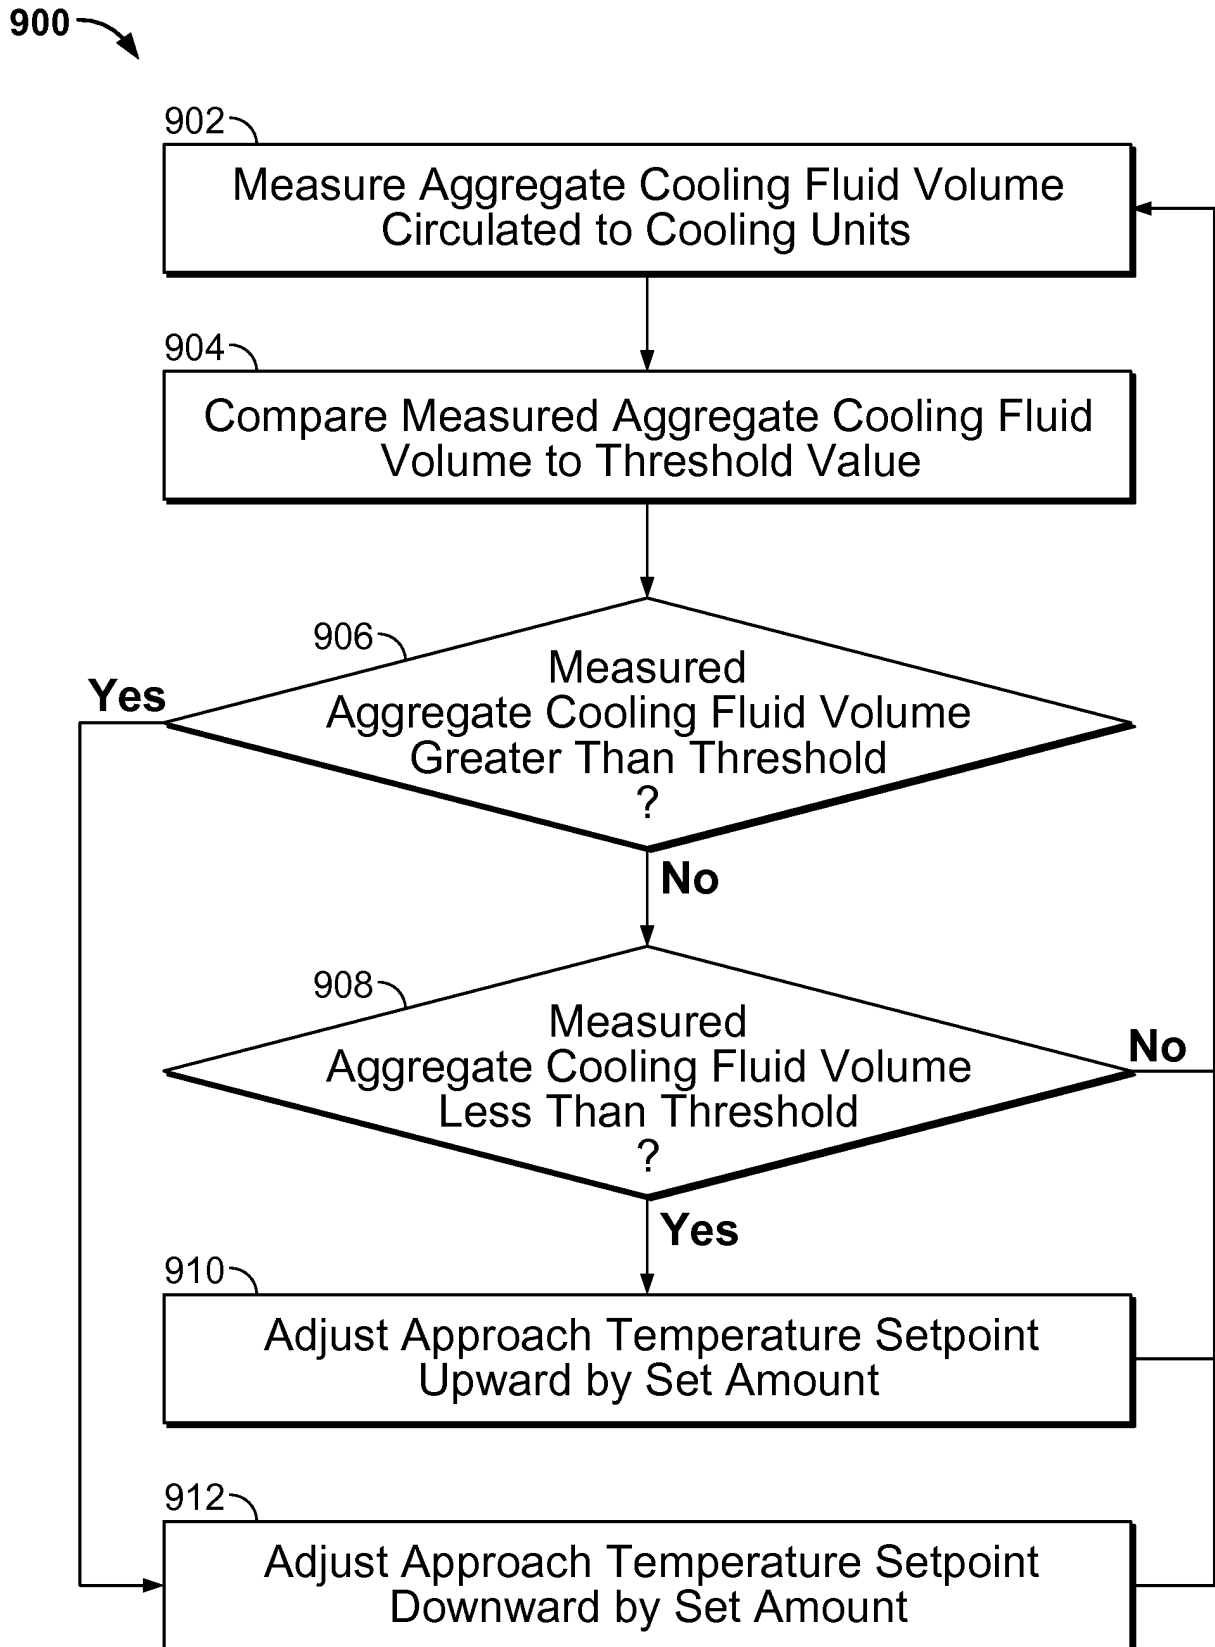 900
902
Measure Aggregate Cooling Fluid Volume
Circulated to Cooling Units
904
Compare Measured Aggregate Cooling Fluid
Volume to Threshold Value
906
Yes
Measured
Aggregate Cooling Fluid Volume
Greater Than Threshold
?
No
908
Measured
Aggregate Cooling Fluid Volume
Less Than Threshold
?
No
Yes
910
Adjust Approach Temperature Setpoint
Upward by Set Amount
912
Adjust Approach Temperature Setpoint
Downward by Set Amount